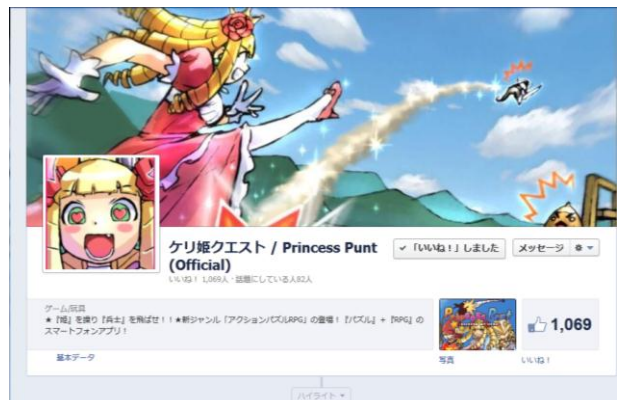 ケリ姫クエスト / Princess Punt
(Official)
✓ 「いいね！」しました
メッセージ
いいね！ 1,069人・話題にしている人82人
ゲーム/玩具
★『姫』を操り『兵士』を飛ばせ！！★新ジャンル「アクションパズルRPG」の登場！『パズル』+『RPG』の
スマートフォンアプリ！
基本データ
1,069
写真
いいね！
ハイライト